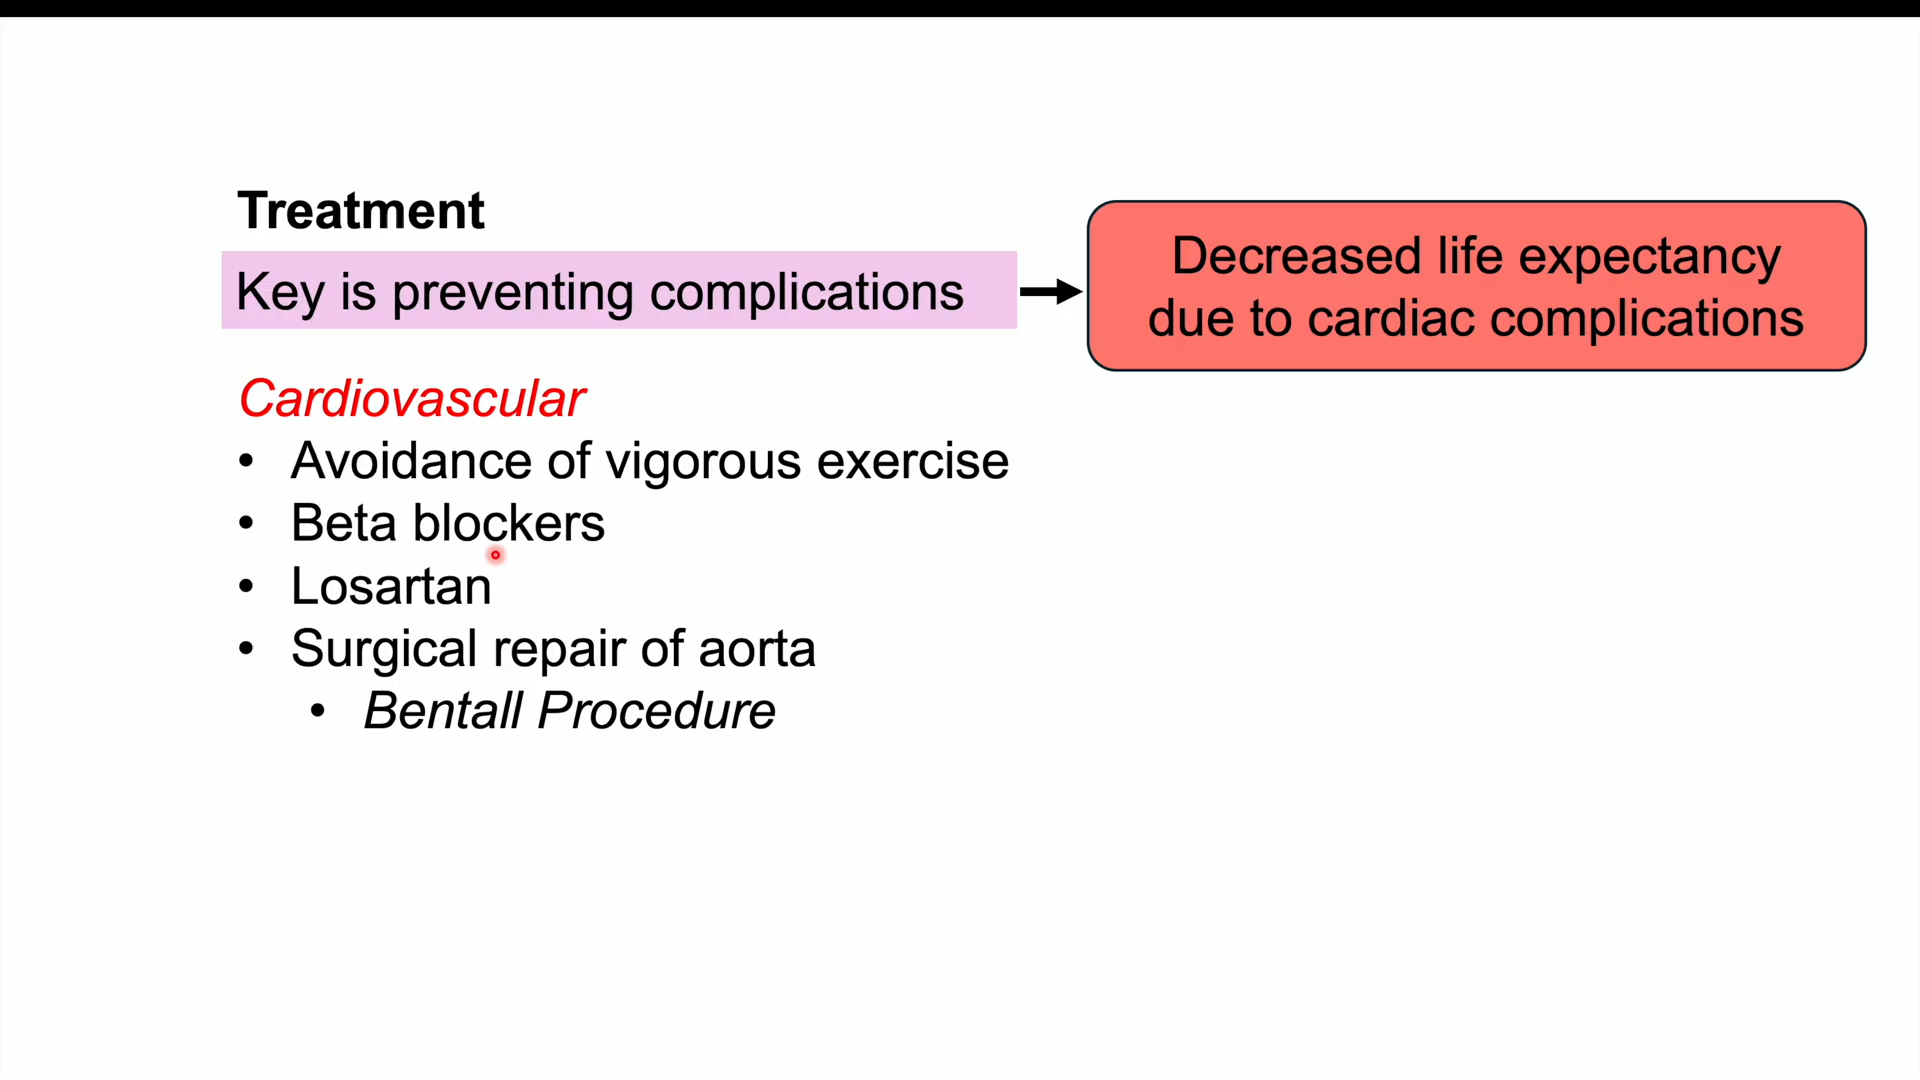 Treatment
Key is preventing complications
Decreased life expectancy
due to cardiac complications
Cardiovascular
• Avoidance of vigorous exercise
• Beta blockers
• Losartan
• Surgical repair of aorta
• Bentall Procedure